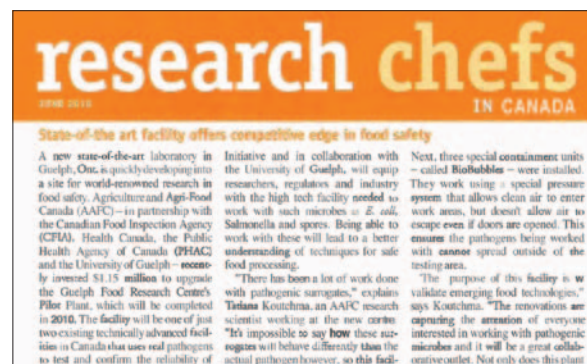 research chefs
IN CANADA
JUNE 2010
State-of-the art facility offers competitive edge in food safety
A new state-of-the-art laboratory in
Guelph, Ont. is quickly developing into
a site for world-renowned research in
food safety. Agriculture and Agri-Food
Canada (AAFC) – in partnership with
the Canadian Food Inspection Agency
(CFIA), Health Canada, the Public
Health Agency of Canada (PHAC)
and the University of Guelph – recent-
ly invested $1.15 million to upgrade
the Guelph Food Research Centre's
Pilot Plant, which will be completed
in 2010. The facility will be one of just
two existing technically advanced facil-
ities in Canada that uses real pathogens
to test and confirm the reliability of
Initiative and in collaboration with
the University of Guelph, will equip
researchers, regulators and industry
with the high tech facility needed to
work with such microbes as E. coli,
Salmonella and spores. Being able to
work with these will lead to a better
understanding of techniques for safe
food processing.
"There has been a lot of work done
with pathogenic surrogates," explains
Tatiana Koutchma, an AAFC research
scientist working at the new centre.
"It's impossible to say how these sur-
rogates will behave differently than the
actual pathogen however, so this facil-
Next, three special containment units
– called BioBubbles – were installed.
They work using a special pressure
system that allows clean air to enter
work areas, but doesn't allow air to
escape even if doors are opened. This
ensures the pathogens being worked
with cannot spread outside of the
testing area.
The purpose of this facility is to
validate emerging food technologies,"
says Koutchma. "The renovations are
capturing the attention of everyone
interested in working with pathogenic
microbes and it will be a great collab-
orative outlet. Not only does this plan